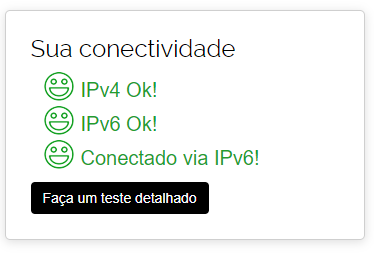 Sua conectividade
IPv4 Ok!
IPv6 Ok!
Conectado via IPv6!
Faça um teste detalhado